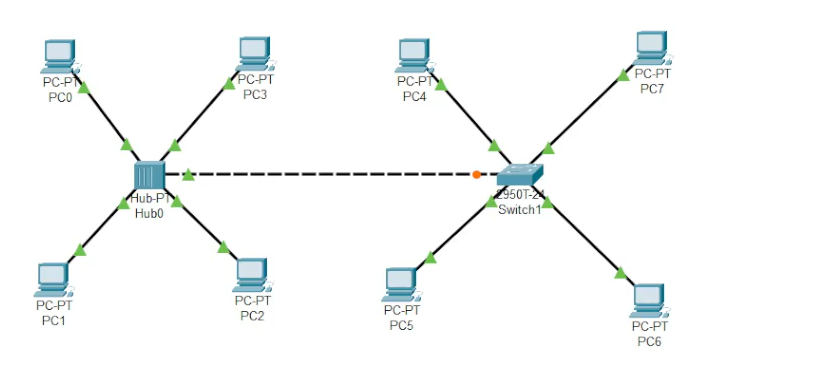 PC-PT
PC0
PC-PT
PC3
PC-PT
PC4
PC-PT
PC7
Hub-PT
Hub0
2950T-24
Switch1
PC-PT
PC1
PC-PT
PC2
PC-PT
PC5
PC-PT
PC6